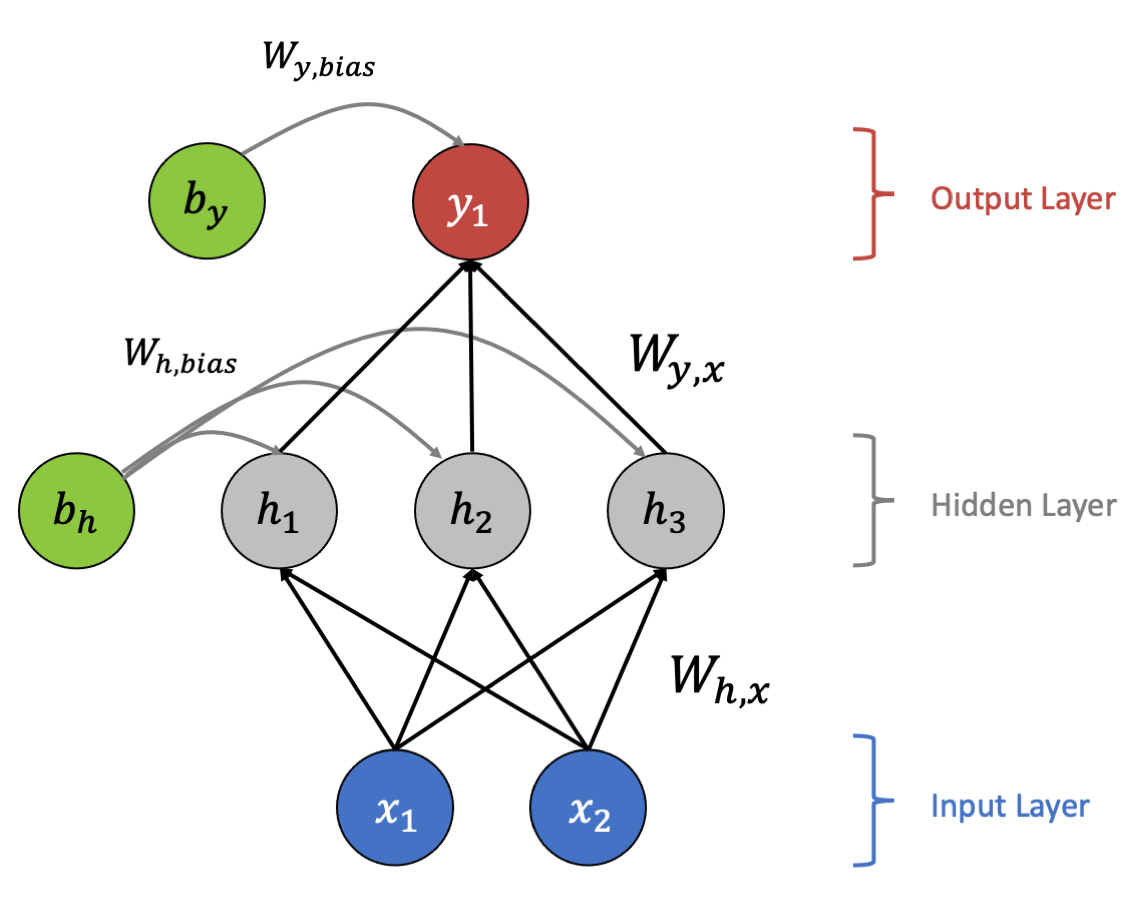 W_{y,bias}
b_y
y_1
Output Layer
W_{h,bias}
W_{y,x}
b_h
h_1
h_2
h_3
Hidden Layer
W_{h,x}
x_1
x_2
Input Layer